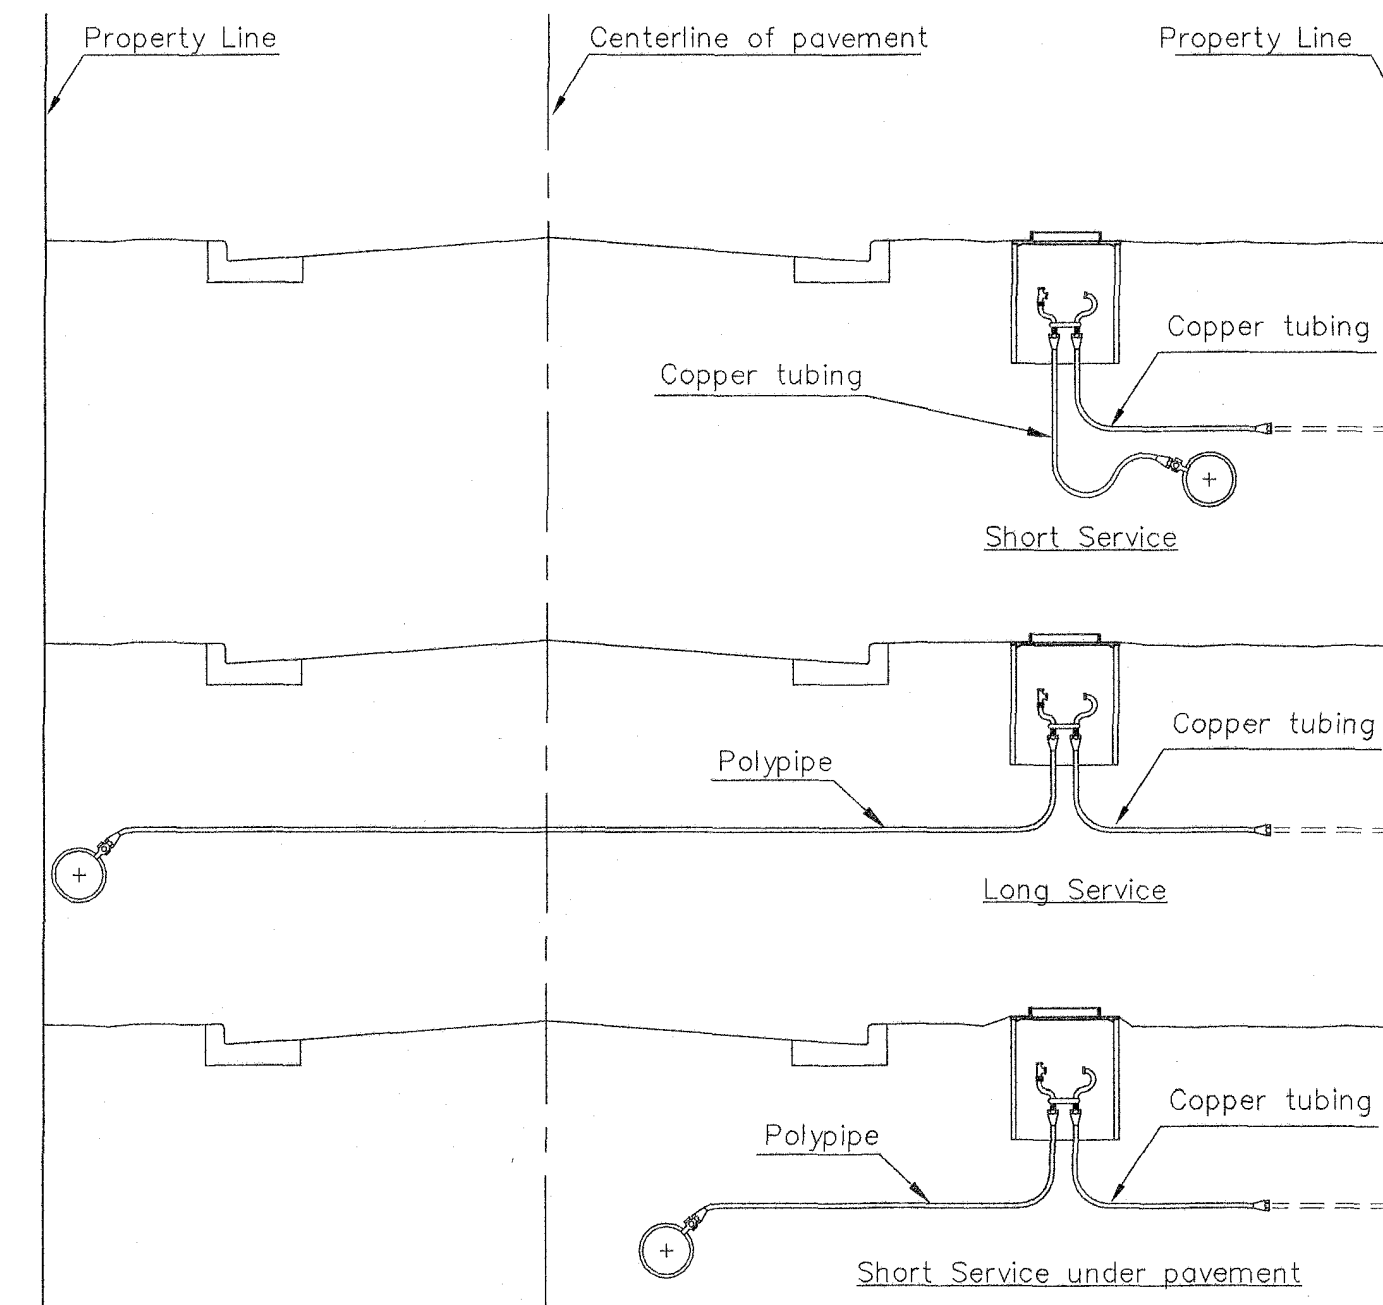 Property Line
Centerline of pavement
Property Line
Copper tubing
Copper tubing
Short Service
Copper tubing
Polypipe
Long Service
Copper tubing
Polypipe
Short Service under pavement